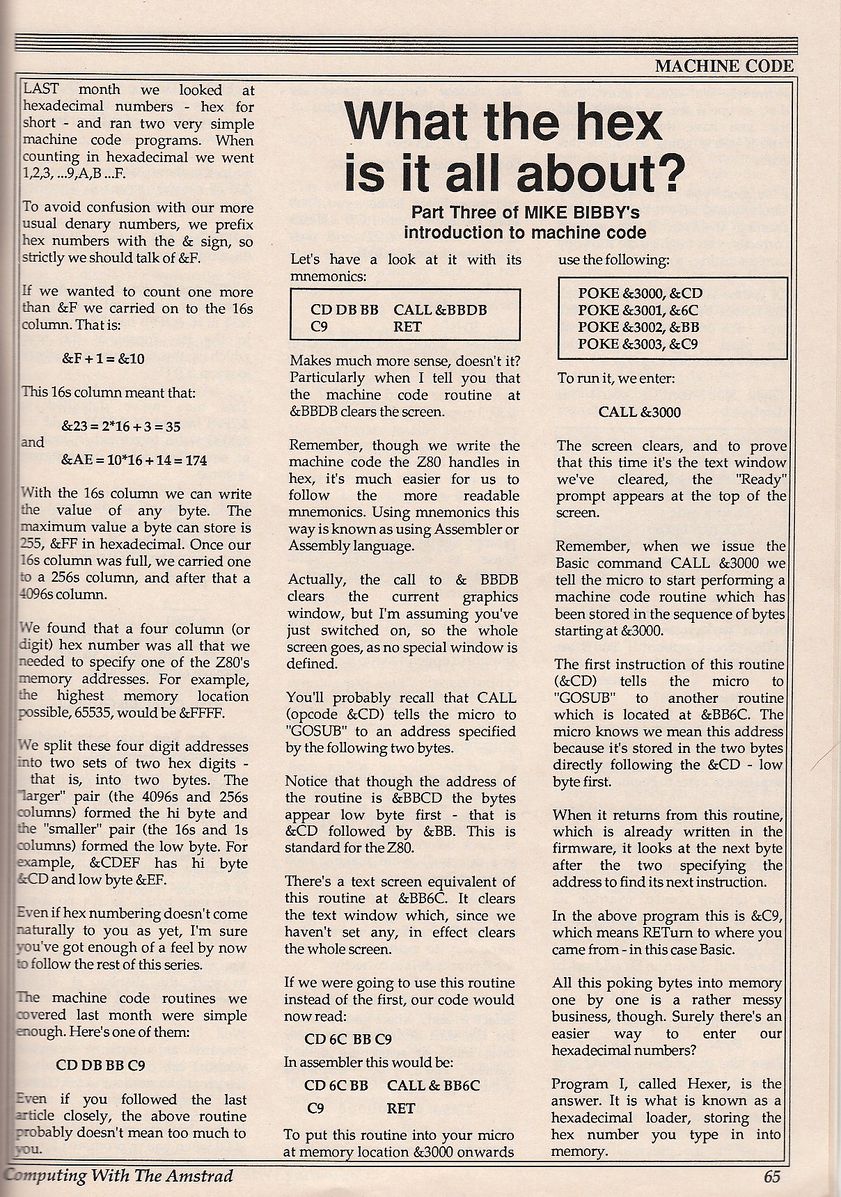 MACHINE CODE
What the hex
is it all about?
Part Three of MIKE BIBBY's
introduction to machine code
LAST month we looked at
hexadecimal numbers - hex for
short - and ran two very simple
machine code programs. When
counting in hexadecimal we went
1,2,3, ...9,A,B ...F.
To avoid confusion with our more
usual denary numbers, we prefix
hex numbers with the & sign, so
strictly we should talk of &F.
If we wanted to count one more
than &F we carried on to the 16s
column. That is:
&F + 1 = &10
This 16s column meant that:
&23 = 2*16 + 3 = 35
and
&AE = 10*16 + 14 = 174
With the 16s column we can write
the value of any byte. The
maximum value a byte can store is
255, &FF in hexadecimal. Once our
16s column was full, we carried one
to a 256s column, and after that a
4096s column.
We found that a four column (or
digit) hex number was all that we
needed to specify one of the Z80's
memory addresses. For example,
the highest memory location
possible, 65535, would be &FFFF.
We split these four digit addresses
into two sets of two hex digits -
that is, into two bytes. The
"larger" pair (the 4096s and 256s
columns) formed the hi byte and
the "smaller" pair (the 16s and 1s
columns) formed the low byte. For
example, &CDEF has hi byte
&CD and low byte &EF.
Even if hex numbering doesn't come
naturally to you as yet, I'm sure
you've got enough of a feel by now
to follow the rest of this series.
The machine code routines we
covered last month were simple
enough. Here's one of them:
CD DB BB C9
Even if you followed the last
article closely, the above routine
probably doesn't mean too much to
you.
Let's have a look at it with its
mnemonics:
CD DB BB CALL &BBDB
C9 RET
Makes much more sense, doesn't it?
Particularly when I tell you that
the machine code routine at
&BBDB clears the screen.
Remember, though we write the
machine code the Z80 handles in
hex, it's much easier for us to
follow the more readable
mnemonics. Using mnemonics this
way is known as using Assembler or
Assembly language.
Actually, the call to & BBDB
clears the current graphics
window, but I'm assuming you've
just switched on, so the whole
screen goes, as no special window is
defined.
You'll probably recall that CALL
(opcode &CD) tells the micro to
"GOSUB" to an address specified
by the following two bytes.
Notice that though the address of
the routine is &BBCD the bytes
appear low byte first - that is
&CD followed by &BB. This is
standard for the Z80.
There's a text screen equivalent of
this routine at &BB6C. It clears
the text window which, since we
haven't set any, in effect clears
the whole screen.
If we were going to use this routine
instead of the first, our code would
now read:
CD 6C BB C9
In assembler this would be:
CD 6C BB CALL & BB6C
C9 RET
To put this routine into your micro
at memory location &3000 onwards
use the following:
POKE &3000, &CD
POKE &3001, &6C
POKE &3002, &BB
POKE &3003, &C9
To run it, we enter:
CALL &3000
The screen clears, and to prove
that this time it's the text window
we've cleared, the "Ready"
prompt appears at the top of the
screen.
Remember, when we issue the
Basic command CALL &3000 we
tell the micro to start performing a
machine code routine which has
been stored in the sequence of bytes
starting at &3000.
The first instruction of this routine
(&CD) tells the micro to
"GOSUB" to another routine
which is located at &BB6C. The
micro knows we mean this address
because it's stored in the two bytes
directly following the &CD - low
byte first.
When it returns from this routine,
which is already written in the
firmware, it looks at the next byte
after the two specifying the
address to find its next instruction.
In the above program this is &C9,
which means RETurn to where you
came from - in this case Basic.
All this poking bytes into memory
one by one is a rather messy
business, though. Surely there's an
easier way to enter our
hexadecimal numbers?
Program I, called Hexer, is the
answer. It is what is known as a
hexadecimal loader, storing the
hex number you type in into
memory.
Computing With The Amstrad
65